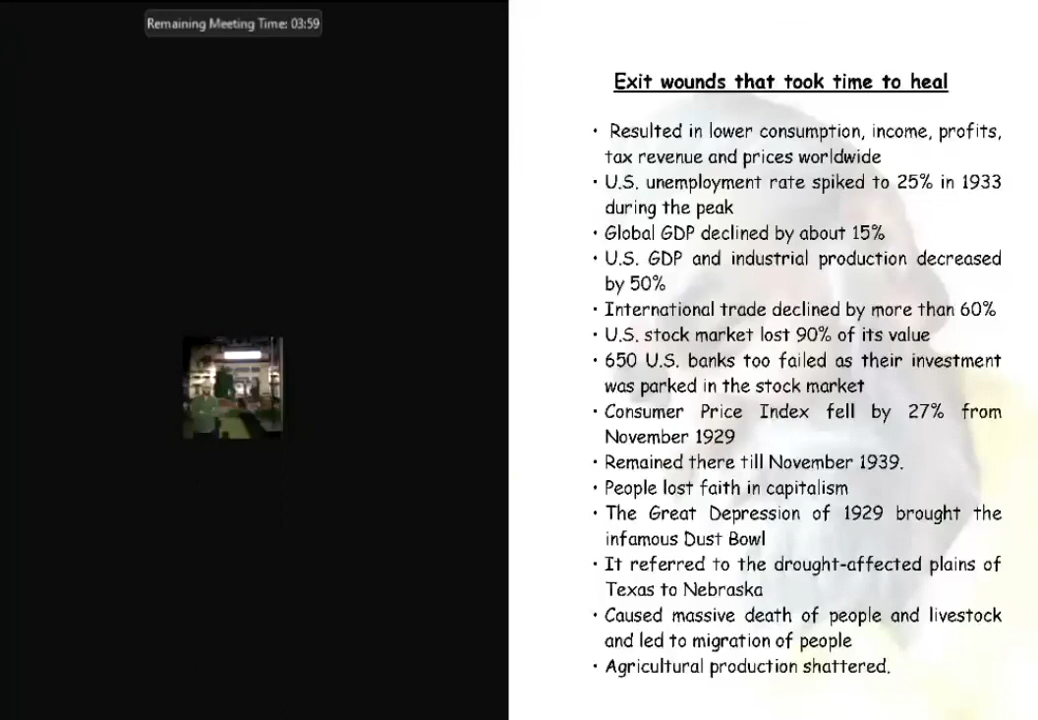 Remaining Meeting Time: 03:59
Exit wounds that took time to heal
• Resulted in lower consumption, income, profits,
tax revenue and prices worldwide
• U.S. unemployment rate spiked to 25% in 1933
during the peak
• Global GDP declined by about 15%
• U.S. GDP and industrial production decreased
by 50%
• International trade declined by more than 60%
• U.S. stock market lost 90% of its value
• 650 U.S. banks too failed as their investment
was parked in the stock market
• Consumer Price Index fell by 27% from
November 1929
• Remained there till November 1939.
• People lost faith in capitalism
• The Great Depression of 1929 brought the
infamous Dust Bowl
• It referred to the drought-affected plains of
Texas to Nebraska
• Caused massive death of people and livestock
and led to migration of people
• Agricultural production shattered.